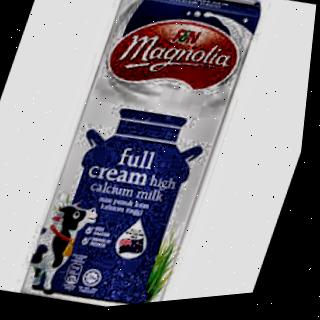 F&N
Magnolia
full
cream high
calcium milk
susu penuh krim
kalsium tinggi